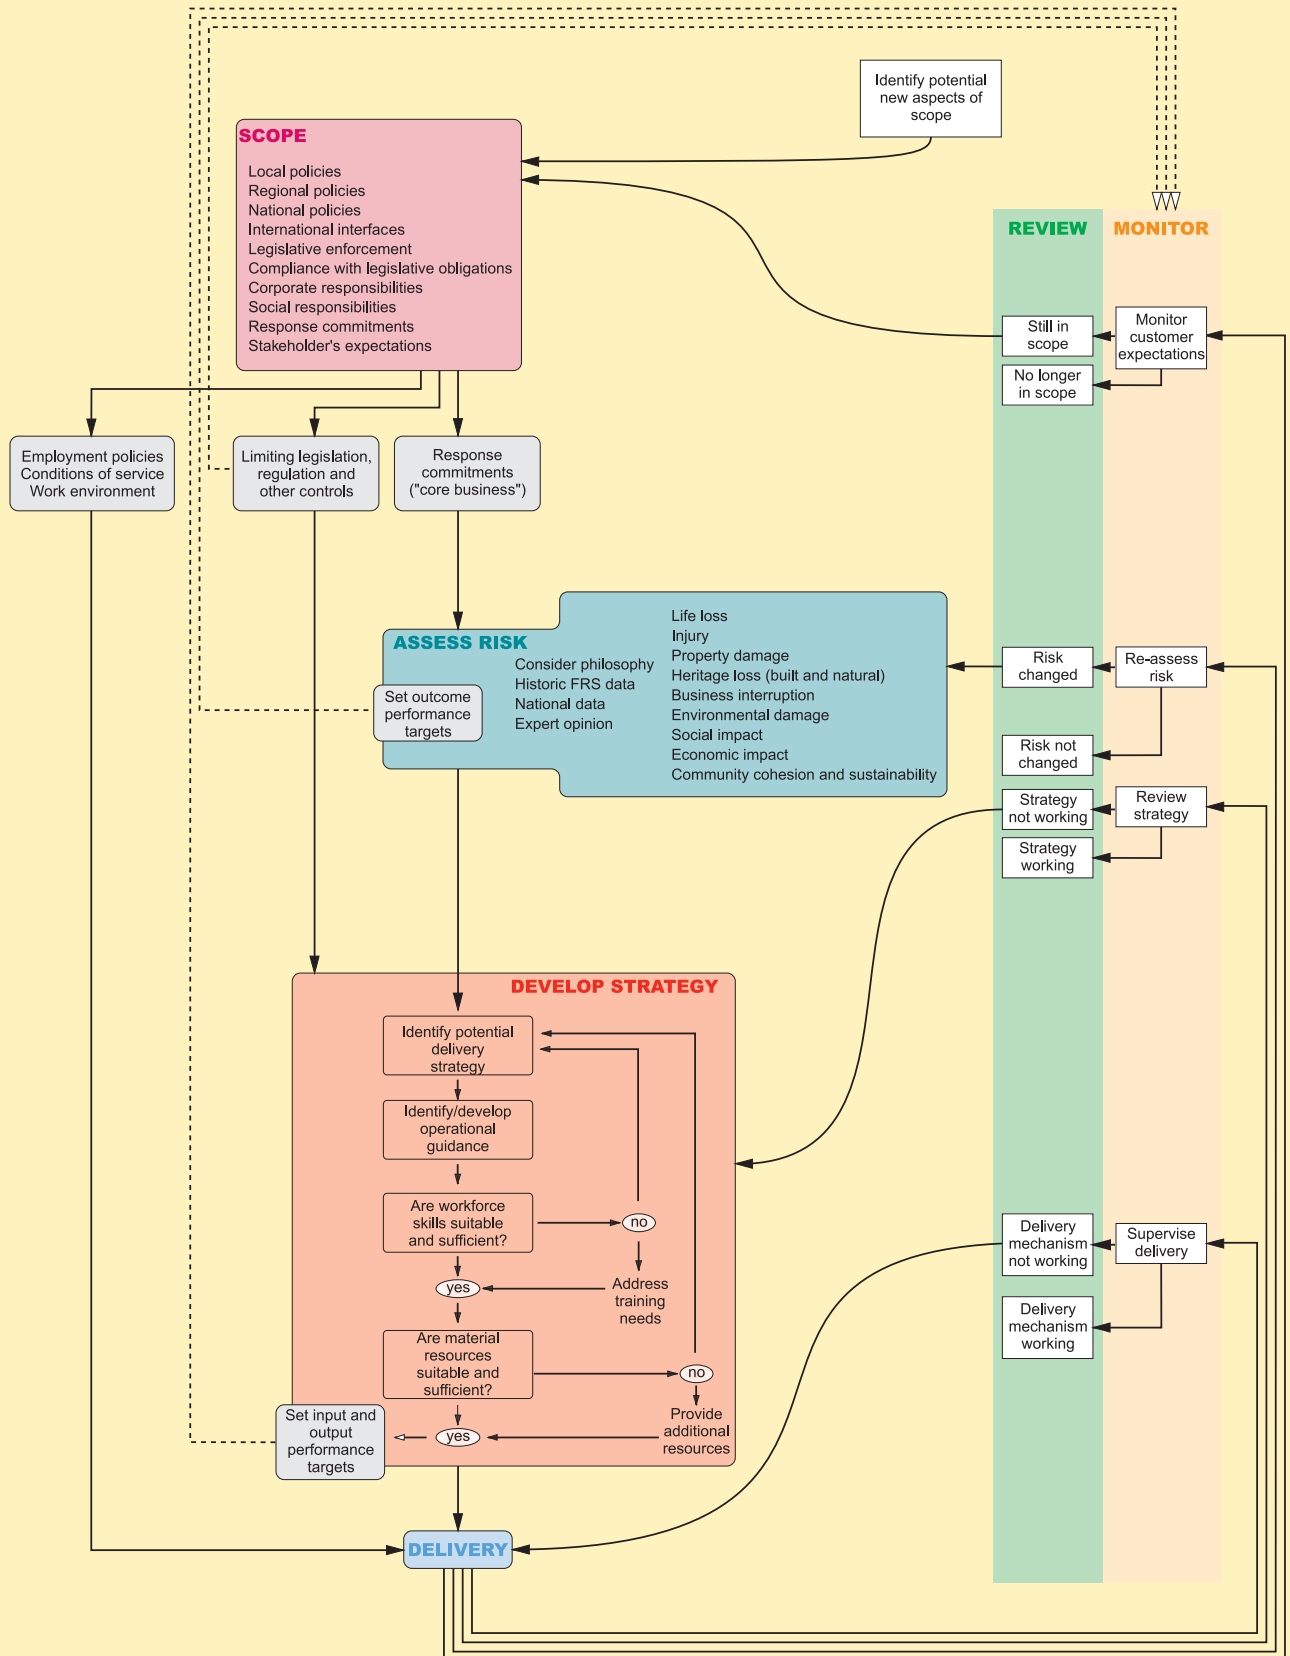 Identify potential
new aspects of
scope
SCOPE
Local policies
Regional policies
National policies
International interfaces
Legislative enforcement
Compliance with legislative obligations
Corporate responsibilities
Social responsibilities
Response commitments
Stakeholder's expectations
REVIEW
MONITOR
Still in
scope
Monitor
customer
expectations
No longer
in scope
Employment policies
Conditions of service
Work environment
Limiting legislation,
regulation and
other controls
Response
commitments
("core business")
ASSESS RISK
Consider philosophy
Historic FRS data
National data
Expert opinion
Life loss
Injury
Property damage
Heritage loss (built and natural)
Business interruption
Environmental damage
Social impact
Economic impact
Community cohesion and sustainability
Set outcome
performance
targets
Risk
changed
Re-assess
risk
Risk not
changed
Strategy
not working
Review
strategy
Strategy
working
DEVELOP STRATEGY
Identify potential
delivery
strategy
Identify/develop
operational
guidance
Are workforce
skills suitable
and sufficient?
no
yes
Address
training
needs
Are material
resources
suitable and
sufficient?
no
Provide
additional
resources
yes
Set input and
output
performance
targets
Delivery
mechanism
not working
Supervise
delivery
Delivery
mechanism
working
DELIVERY